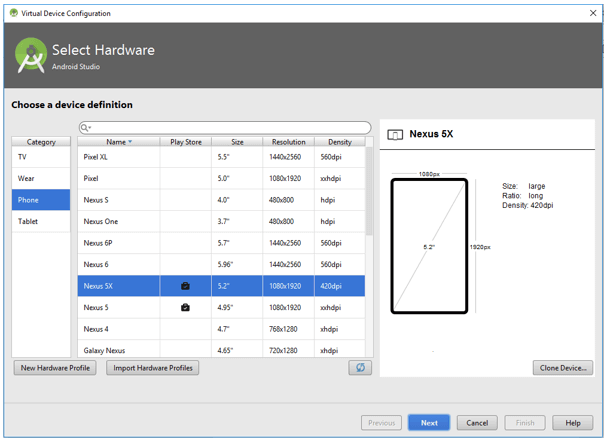 Virtual Device Configuration
Select Hardware
Android Studio
Choose a device definition
Category
Name Play Store Size Resolution Density
TV
Wear
Phone
Tablet
Pixel XL 5.5" 1440x2560 560dpi
Pixel 5.0" 1080x1920 xxhdpi
Nexus S 4.0" 480x800 hdpi
Nexus One 3.7" 480x800 hdpi
Nexus 6P 5.7" 1440x2560 560dpi
Nexus 6 5.96" 1440x2560 560dpi
Nexus 5X 5.2" 1080x1920 420dpi
Nexus 5 4.95" 1080x1920 xxhdpi
Nexus 4 4.7" 768x1280 xhdpi
Galaxy Nexus 4.65" 720x1280 xhdpi
Nexus 5X
1080px
5.2"
1920px
Size: large
Ratio: long
Density: 420dpi
New Hardware Profile Import Hardware Profiles Clone Device...
Previous Next Cancel Finish Help